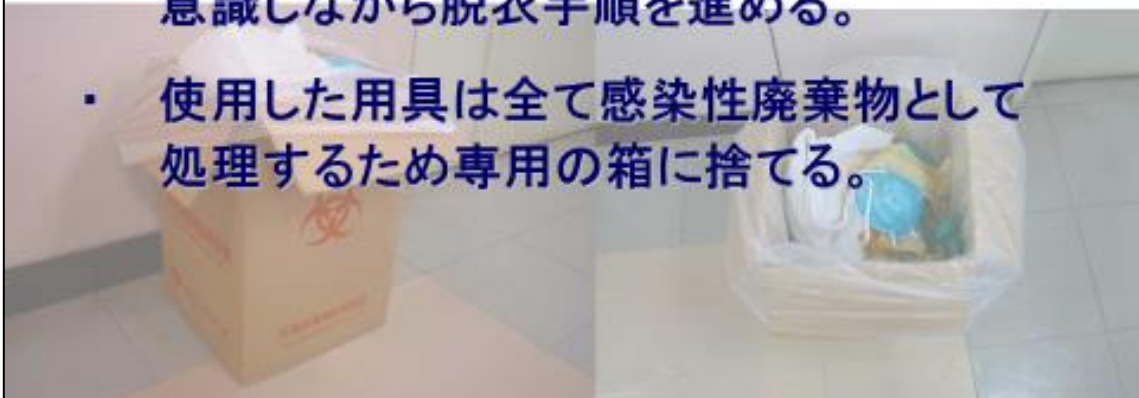 意識しながら脱衣手順を進める。
・ 使用した用具は全て感染性廃棄物として
処理するため専用の箱に捨てる。